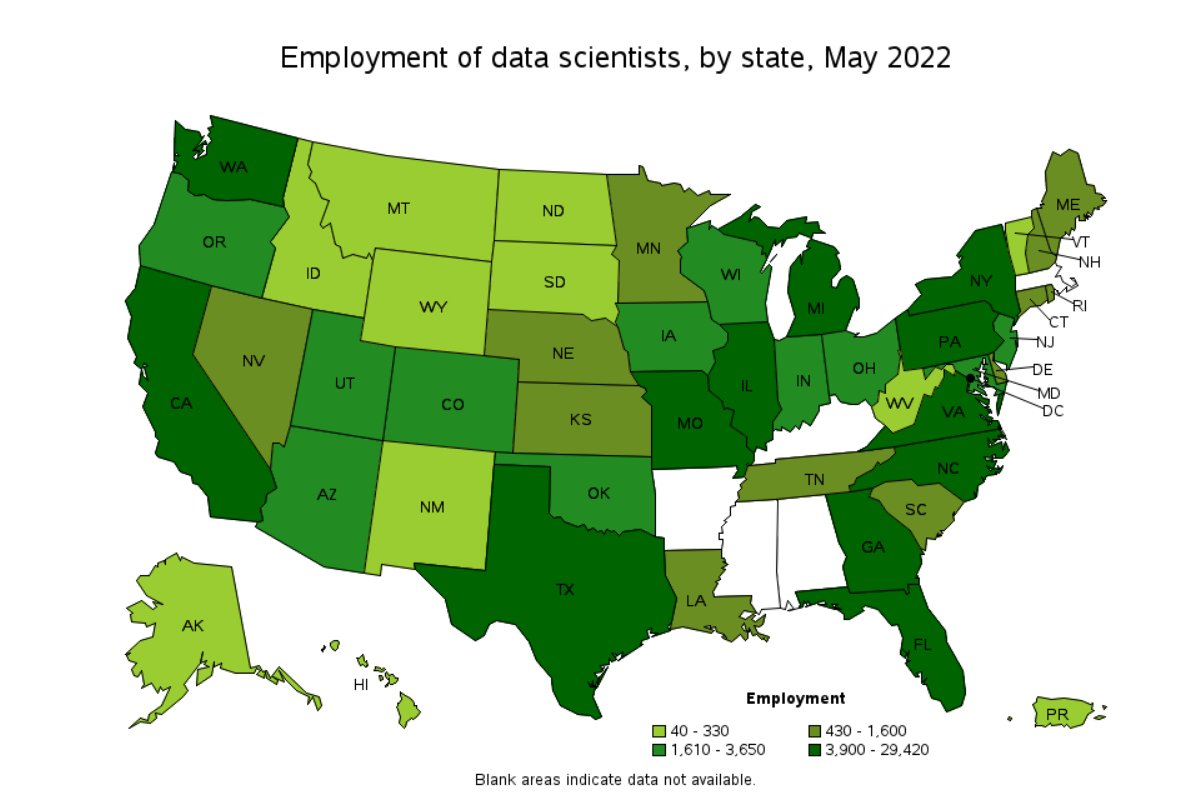 Employment of data scientists, by state, May 2022
WA
ME
MT
ND
OR
MN
VT
NH
ID
SD
WI
NY
WY
MI
RI
CT
IA
PA
NJ
NV
NE
UT
OH
DE
IL
IN
MD
CO
CA
WV
VA
DC
KS
MO
NC
TN
AZ
OK
NM
SC
GA
TX
LA
AK
FL
HI
PR
Employment
40 - 330 430 - 1,600
1,610 - 3,650 3,900 - 29,420
Blank areas indicate data not available.